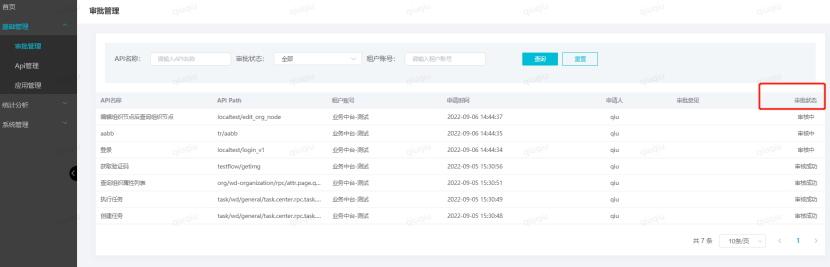 首页
基础管理
审批管理
Api管理
应用管理
统计分析
系统管理
审批管理
API名称: 请输入API名称 审批状态: 全部 租户账号: 请输入租户账号 查询 重置
API名称 API Path 租户账号 申请时间 申请人 审批意见 审批状态
编辑组织节点后查询组织节点 localtest/edit_org_node 业务中台-测试 2022-09-06 14:44:37 qiu 审核中
aabb tr/aabb 业务中台-测试 2022-09-06 14:44:35 qiu 审核中
登录 localtest/login_v1 业务中台-测试 2022-09-06 14:44:34 qiu 审核中
获取验证码 testflow/getimg 业务中台-测试 2022-09-05 15:30:56 qiu 审核成功
查询组织属性列表 org/wd-organization/rpc/attr.page.q... 业务中台-测试 2022-09-05 15:30:51 qiu 审核成功
执行任务 task/wd/general/task.center.rpc.task.... 业务中台-测试 2022-09-05 15:30:49 qiu 审核成功
创建任务 task/wd/general/task.center.rpc.task.... 业务中台-测试 2022-09-05 15:30:48 qiu 审核成功
共 7 条 10条/页 1